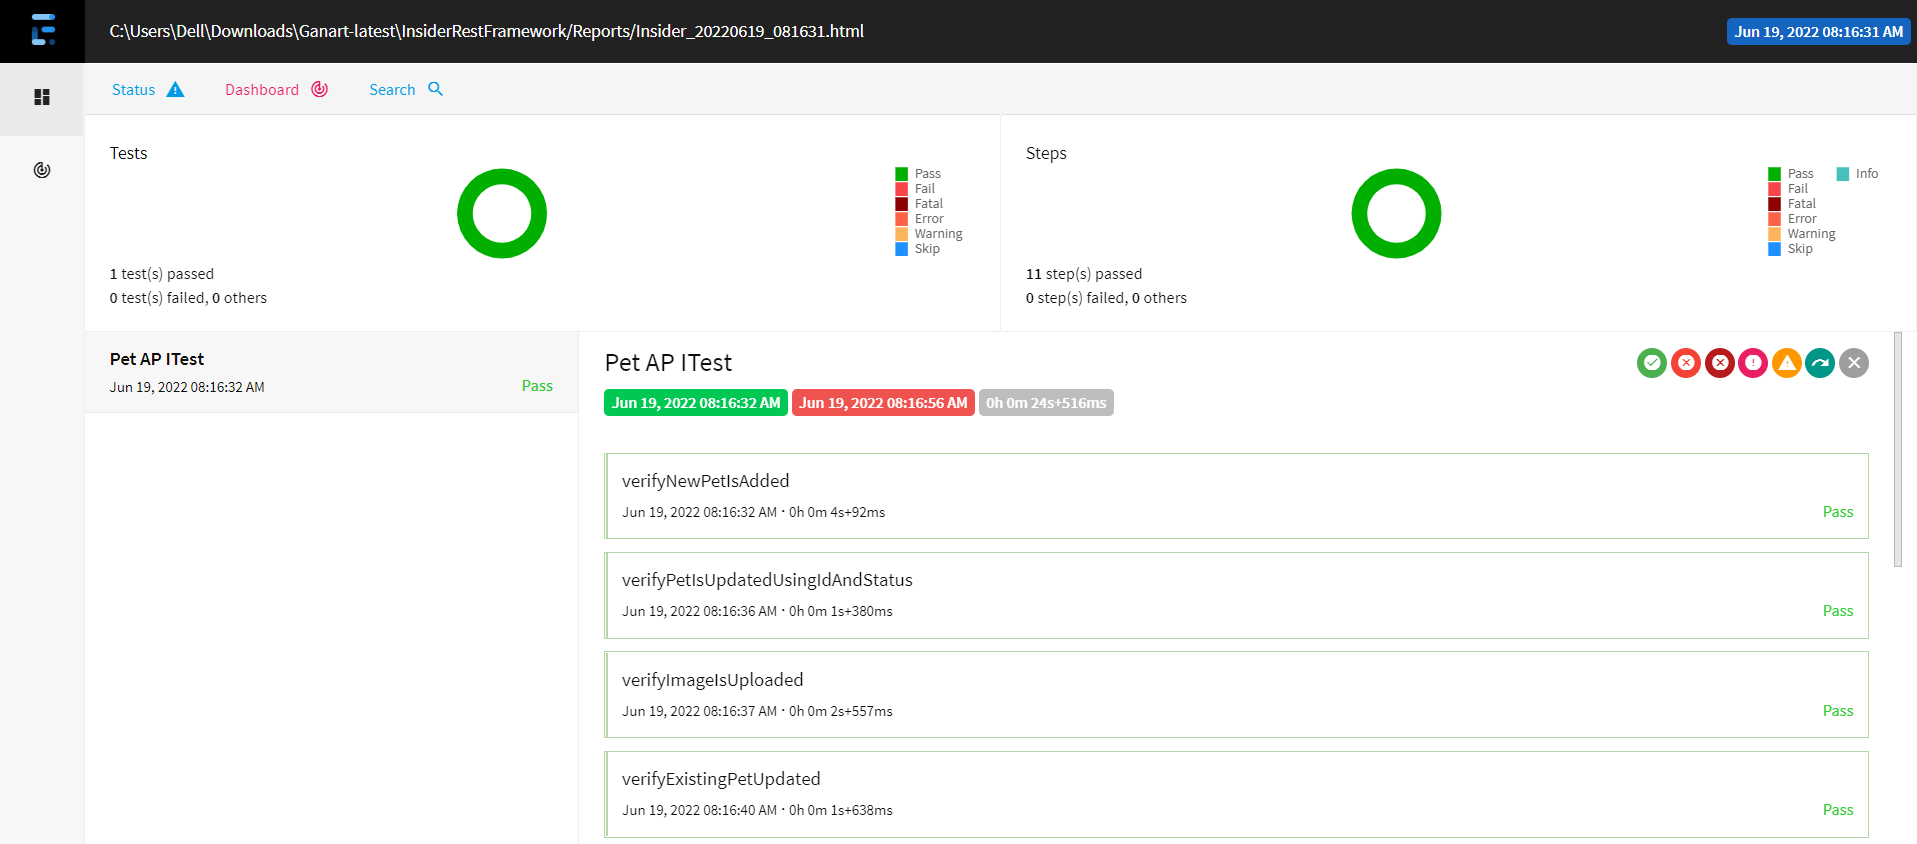 C:\Users\Dell\Downloads\Ganart-latest\InsiderRestFramework/Reports/Insider_20220619_081631.html
Jun 19, 2022 08:16:31 AM
Status
Dashboard
Search
Tests
Pass
Fail
Fatal
Error
Warning
Skip
1 test(s) passed
0 test(s) failed, 0 others
Steps
Pass
Info
Fail
Fatal
Error
Warning
Skip
11 step(s) passed
0 step(s) failed, 0 others
Pet AP ITest
Jun 19, 2022 08:16:32 AM
Pass
Pet AP ITest
Jun 19, 2022 08:16:32 AM
Jun 19, 2022 08:16:56 AM
0h 0m 24s+516ms
verifyNewPetIsAdded
Jun 19, 2022 08:16:32 AM · 0h 0m 4s+92ms
Pass
verifyPetIsUpdatedUsingIdAndStatus
Jun 19, 2022 08:16:36 AM · 0h 0m 1s+380ms
Pass
verifyImageIsUploaded
Jun 19, 2022 08:16:37 AM · 0h 0m 2s+557ms
Pass
verifyExistingPetUpdated
Jun 19, 2022 08:16:40 AM · 0h 0m 1s+638ms
Pass